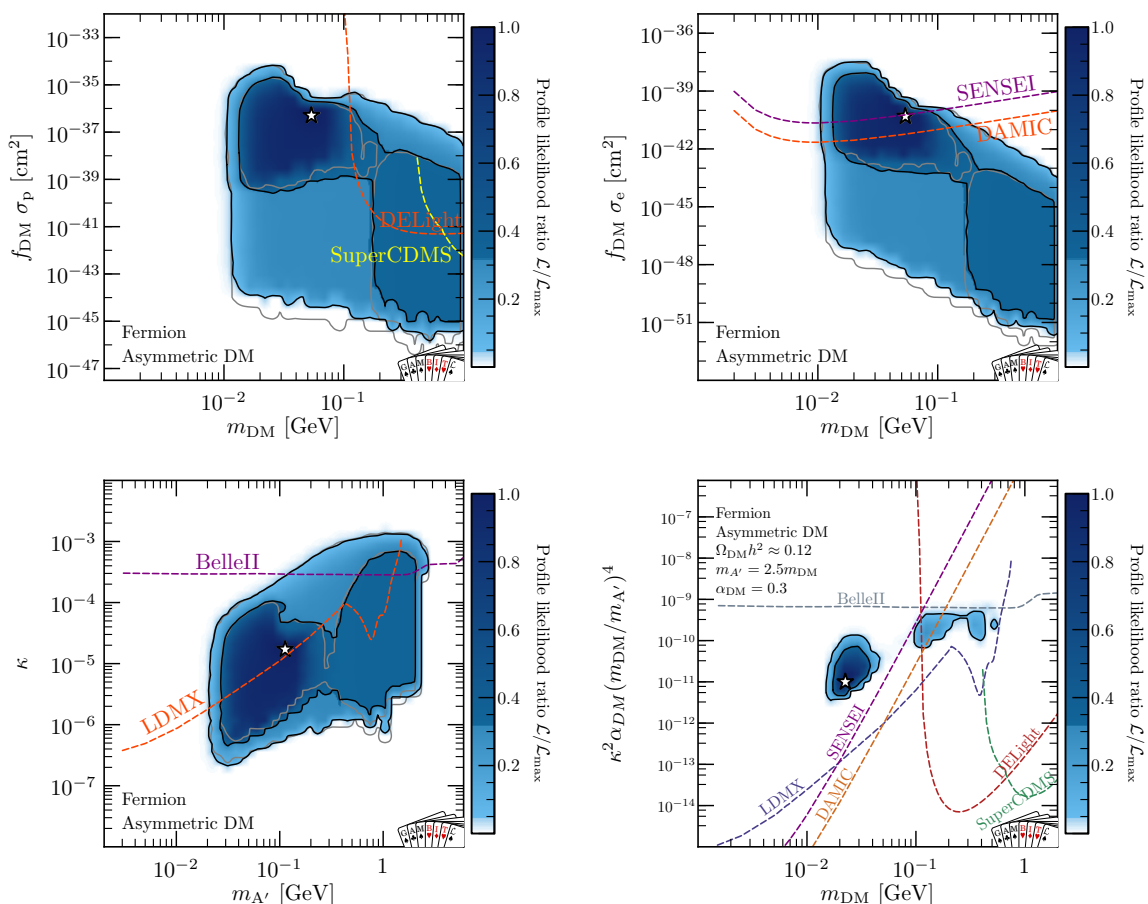 10⁻³³
10⁻³⁵
10⁻³⁷
10⁻³⁹
10⁻⁴¹
10⁻⁴³
10⁻⁴⁵
10⁻⁴⁷
f_DM σ_p [cm²]
DELight
SuperCDMS
Fermion
Asymmetric DM
GAMBIT
10⁻² 10⁻¹
m_DM [GeV]
1.0
0.8
0.6
0.4
0.2
Profile likelihood ratio ℒ/ℒ_max
10⁻³⁶
10⁻³⁹
10⁻⁴²
10⁻⁴⁵
10⁻⁴⁸
10⁻⁵¹
f_DM σ_e [cm²]
SENSEI
DAMIC
Fermion
Asymmetric DM
GAMBIT
10⁻² 10⁻¹
m_DM [GeV]
1.0
0.8
0.6
0.4
0.2
Profile likelihood ratio ℒ/ℒ_max
10⁻³
10⁻⁴
10⁻⁵
10⁻⁶
10⁻⁷
κ
BelleII
LDMX
Fermion
Asymmetric DM
GAMBIT
10⁻² 10⁻¹ 1
m_A′ [GeV]
1.0
0.8
0.6
0.4
0.2
Profile likelihood ratio ℒ/ℒ_max
10⁻⁷
10⁻⁸
10⁻⁹
10⁻¹⁰
10⁻¹¹
10⁻¹²
10⁻¹³
10⁻¹⁴
κ²α_DM(m_DM/m_A′)⁴
Fermion
Asymmetric DM
Ω_DM h² ≈ 0.12
m_A′ = 2.5m_DM
α_DM = 0.3
BelleII
SENSEI
LDMX
DAMIC
DELight
SuperCDMS
GAMBIT
10⁻² 10⁻¹ 1
m_DM [GeV]
1.0
0.8
0.6
0.4
0.2
Profile likelihood ratio ℒ/ℒ_max